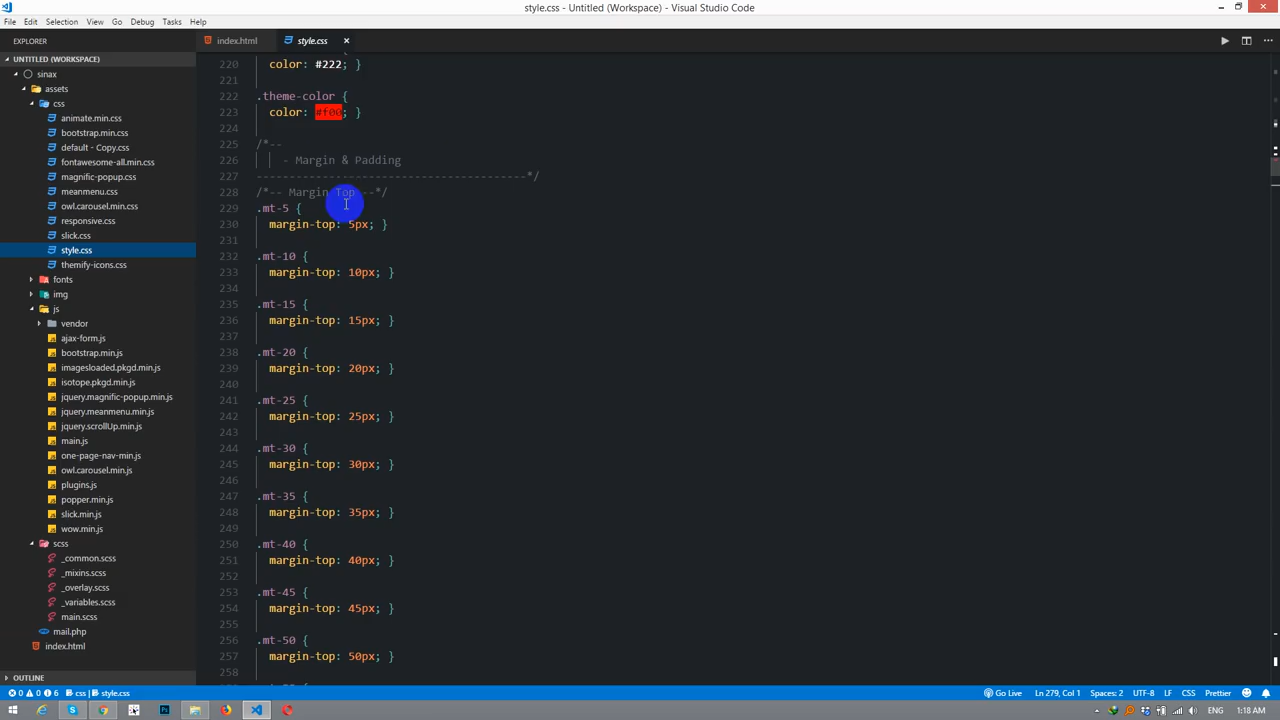 style.css - Untitled (Workspace) - Visual Studio Code
File Edit Selection View Go Debug Tasks Help
EXPLORER
index.html
style.css
UNTITLED (WORKSPACE)
sinax
assets
css
animate.min.css
bootstrap.min.css
default - Copy.css
fontawesome-all.min.css
magnific-popup.css
meanmenu.css
owl.carousel.min.css
responsive.css
slick.css
style.css
themify-icons.css
fonts
img
js
vendor
ajax-form.js
bootstrap.min.js
imagesloaded.pkgd.min.js
isotope.pkgd.min.js
jquery.magnific-popup.min.js
jquery.meanmenu.min.js
jquery.scrollUp.min.js
main.js
one-page-nav-min.js
owl.carousel.min.js
plugins.js
popper.min.js
slick.min.js
wow.min.js
scss
_common.scss
_mixins.scss
_overlay.scss
_variables.scss
main.scss
mail.php
index.html
OUTLINE
220 color: #222; }
221
222 .theme-color {
223 color: #f00; }
224
225 /*--
226 - Margin & Padding
227 -----------------------------------------*/
228 /*-- Margin Top --*/
229 .mt-5 {
230 margin-top: 5px; }
231
232 .mt-10 {
233 margin-top: 10px; }
234
235 .mt-15 {
236 margin-top: 15px; }
237
238 .mt-20 {
239 margin-top: 20px; }
240
241 .mt-25 {
242 margin-top: 25px; }
243
244 .mt-30 {
245 margin-top: 30px; }
246
247 .mt-35 {
248 margin-top: 35px; }
249
250 .mt-40 {
251 margin-top: 40px; }
252
253 .mt-45 {
254 margin-top: 45px; }
255
256 .mt-50 {
257 margin-top: 50px; }
258
0 0 6 css | style.css Go Live Ln 279, Col 1 Spaces: 2 UTF-8 LF CSS Prettier
ENG 1:18 AM